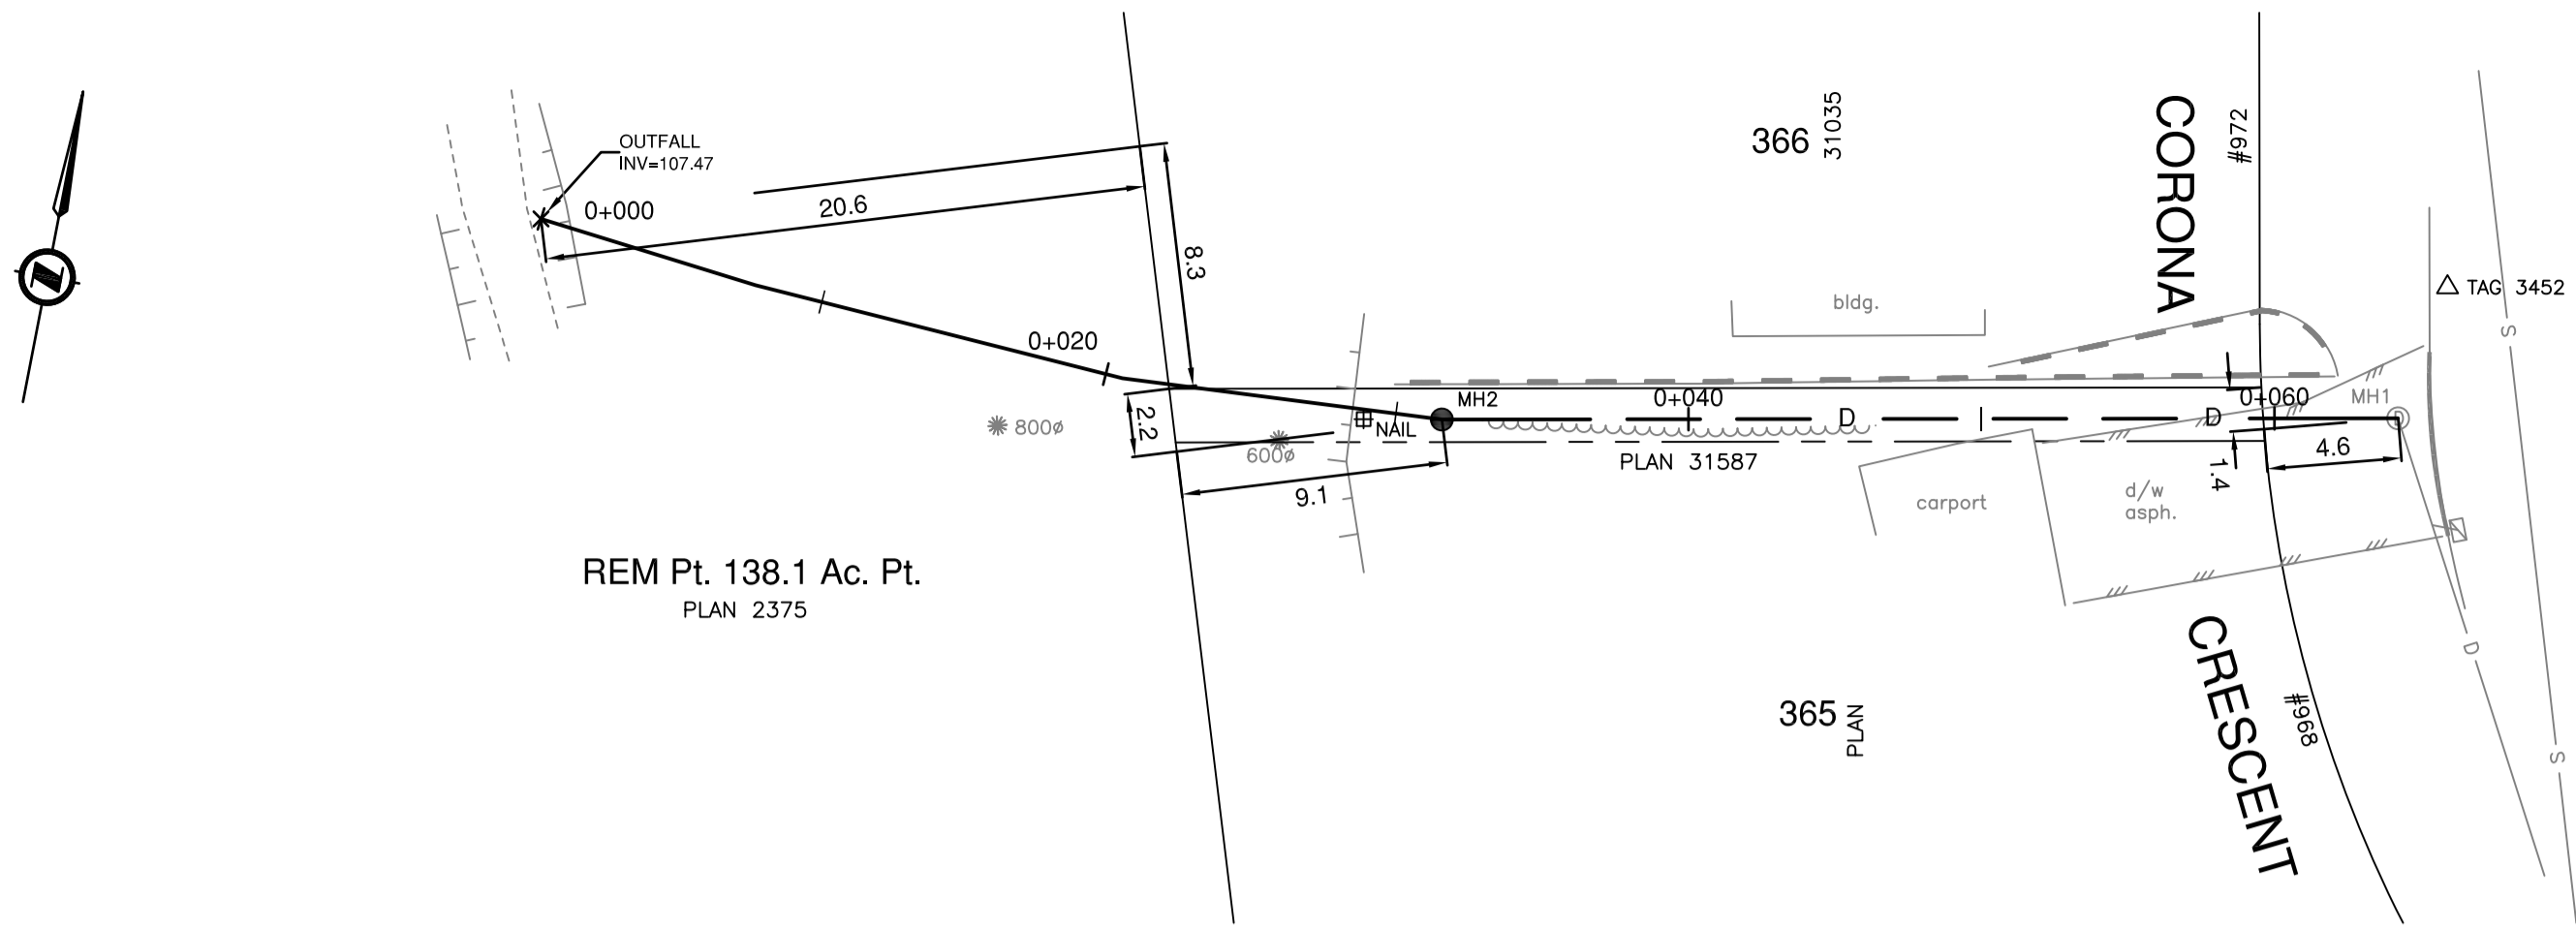 OUTFALL
INV=107.47
0+000
20.6
8.3
366
31035
CORONA
#972
TAG 3452
bldg.
0+020
MH2
0+040
D
D
0+060
MH1
D
NAIL
2.2
800ø
600ø
PLAN 31587
4.6
1.4
9.1
carport
d/w
asph.
REM Pt. 138.1 Ac. Pt.
PLAN 2375
365
PLAN
CRESCENT
#968
D
S
S
N